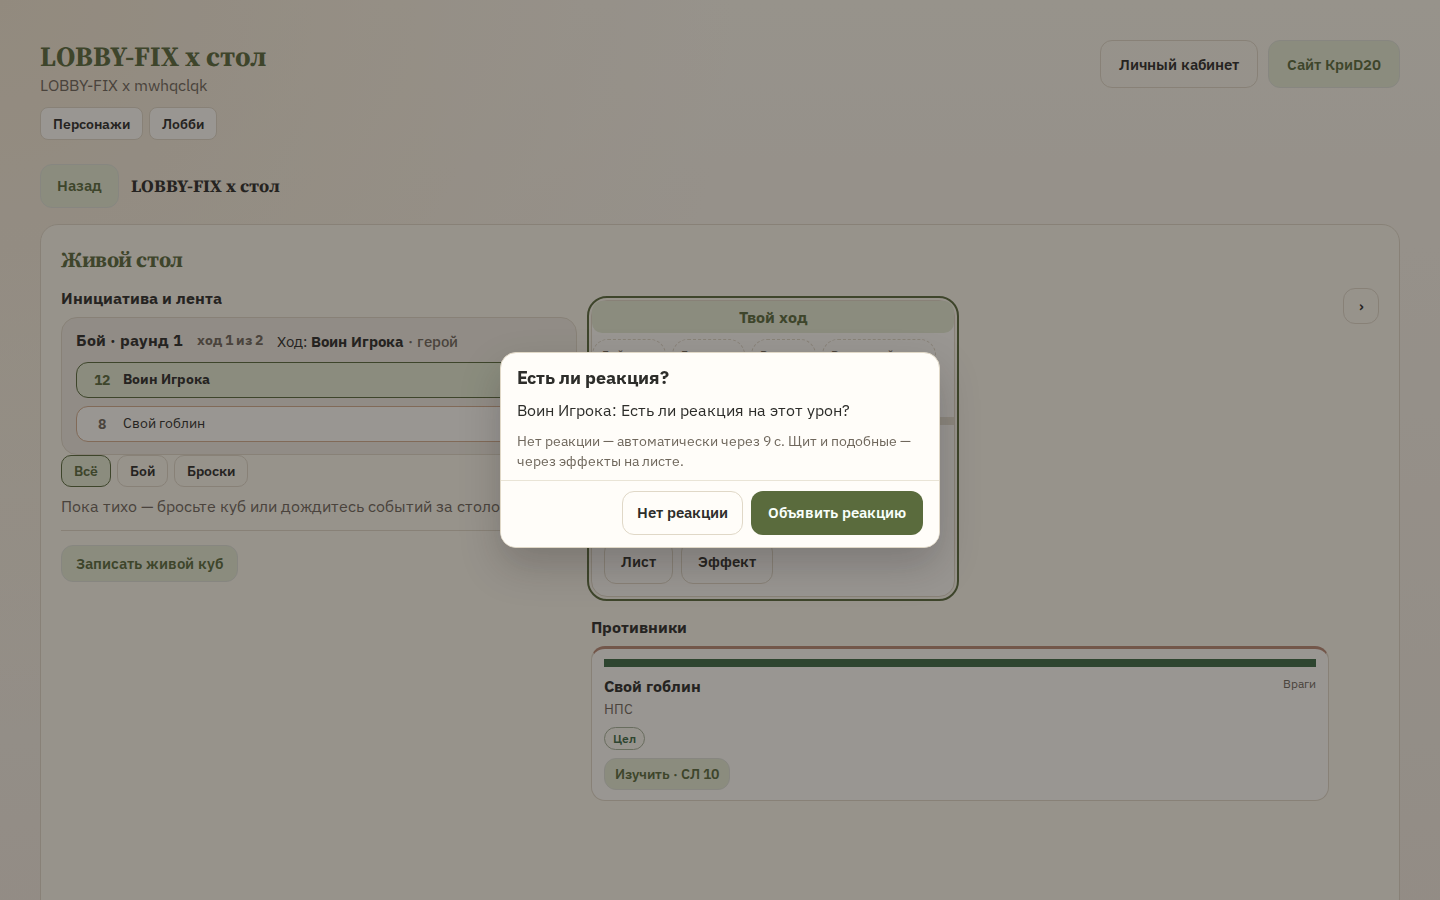 LOBBY-FIX x стол
LOBBY-FIX x mwhqclqk
Персонажи
Лобби
Личный кабинет
Сайт КриD20
Назад
LOBBY-FIX x стол
Живой стол
Инициатива и лента
Бой · раунд 1
ход 1 из 2
Ход: Воин Игрока · герой
12 Воин Игрока
8 Свой гоблин
Всё
Бой
Броски
Пока тихо — бросьте куб или дождитесь событий за
Записать живой куб
Твой ход
›
Есть ли реакция?
Воин Игрока: Есть ли реакция на этот урон?
Нет реакции — автоматически через 9 с. Щит и подобные —
через эффекты на листе.
Нет реакции
Объявить реакцию
Лист
Эффект
Противники
Свой гоблин
Враги
НПС
Цел
Изучить · СЛ 10